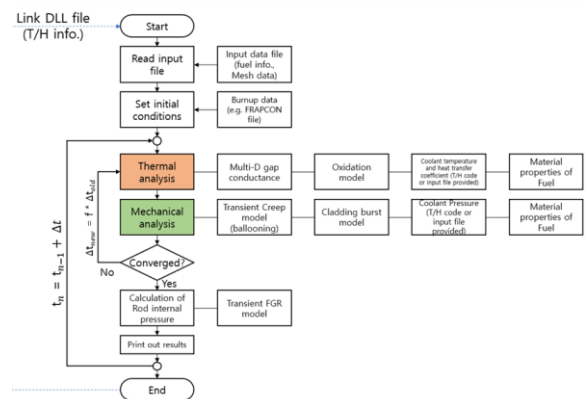 Link DLL file
(T/H info.)
Start
Read input
file
Input data file
(fuel info.,
Mesh data)
Set initial
conditions
Burnup data
(e.g. FRAPCON
file)
Thermal
analysis
Multi-D gap
conductance
Oxidation
model
Coolant temperature
and heat transfer
coefficient (T/H code
or input file provided)
Material
properties of
Fuel
Mechanical
analysis
Transient Creep
model
(ballooning)
Cladding burst
model
Coolant Pressure
(T/H code or
input file
provided)
Material
properties of
Fuel
Δt_new = f * Δt_old
t_n = t_{n-1} + Δt
Converged?
No
Yes
Calculation of
Rod internal
pressure
Transient FGR
model
Print out results
End